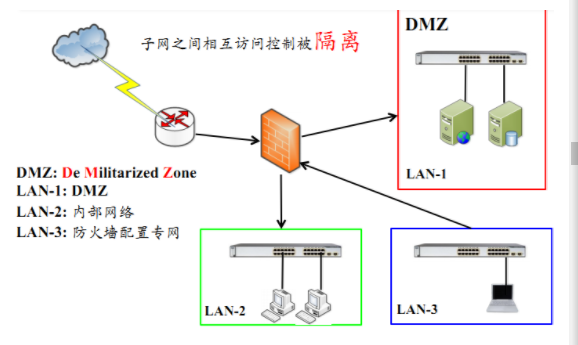 子网之间相互访问控制被隔离
DMZ
LAN-1
DMZ: De Militarized Zone
LAN-1: DMZ
LAN-2: 内部网络
LAN-3: 防火墙配置专网
LAN-2
LAN-3